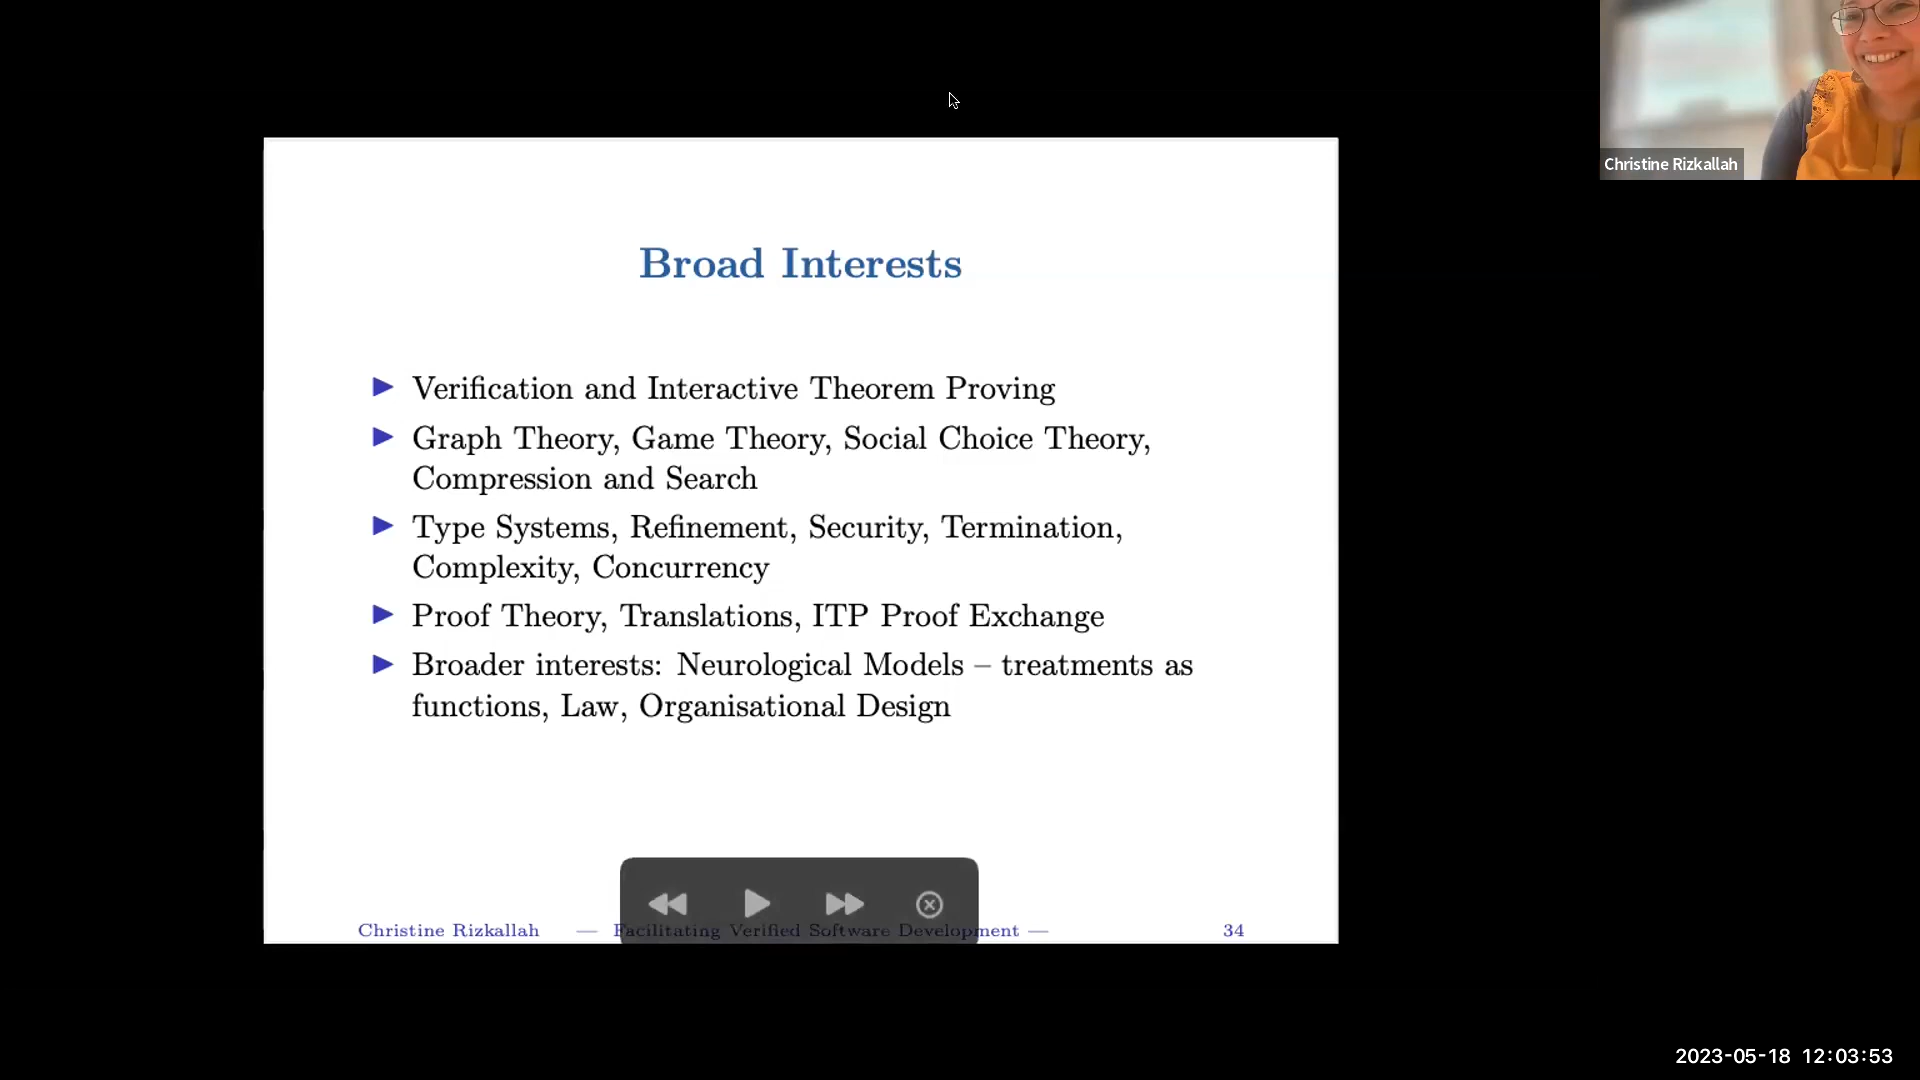 Christine Rizkallah
Broad Interests
Verification and Interactive Theorem Proving
Graph Theory, Game Theory, Social Choice Theory,
Compression and Search
Type Systems, Refinement, Security, Termination,
Complexity, Concurrency
Proof Theory, Translations, ITP Proof Exchange
Broader interests: Neurological Models – treatments as
functions, Law, Organisational Design
Christine Rizkallah — Facilitating Verified Software Development — 34
2023-05-18 12:03:53